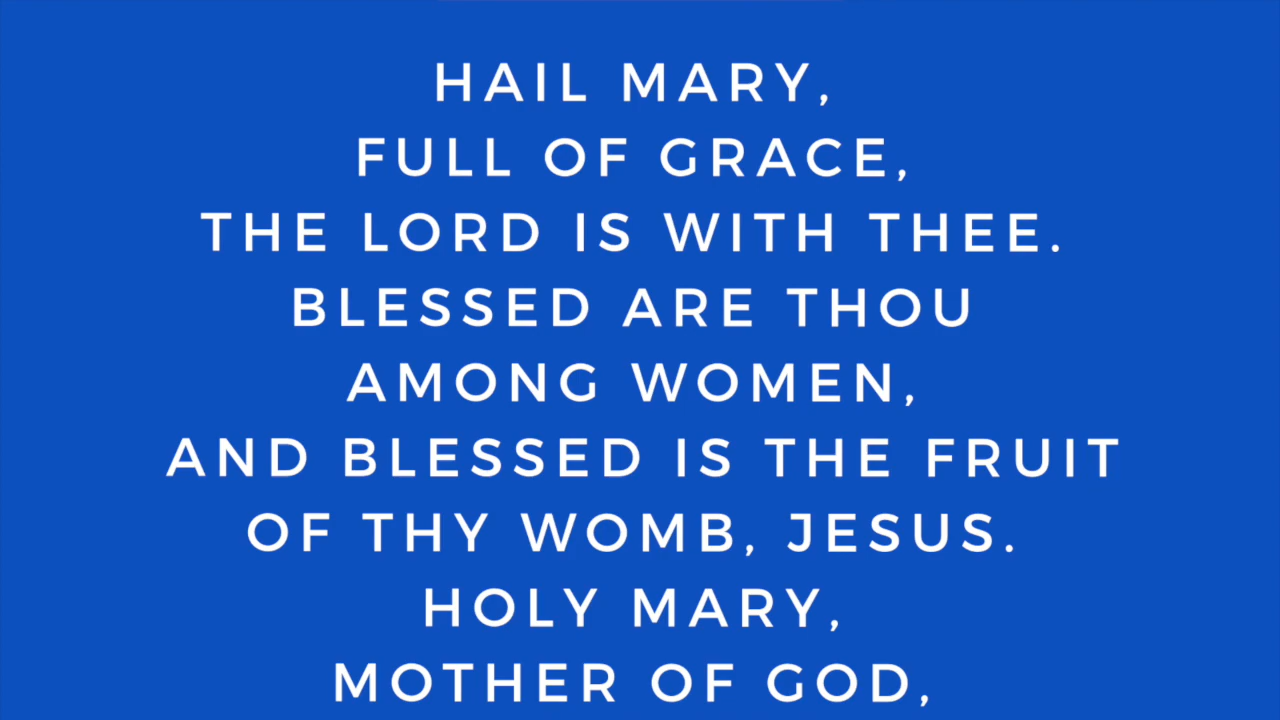 HAIL MARY,
FULL OF GRACE,
THE LORD IS WITH THEE.
BLESSED ARE THOU
AMONG WOMEN,
AND BLESSED IS THE FRUIT
OF THY WOMB, JESUS.
HOLY MARY,
MOTHER OF GOD,